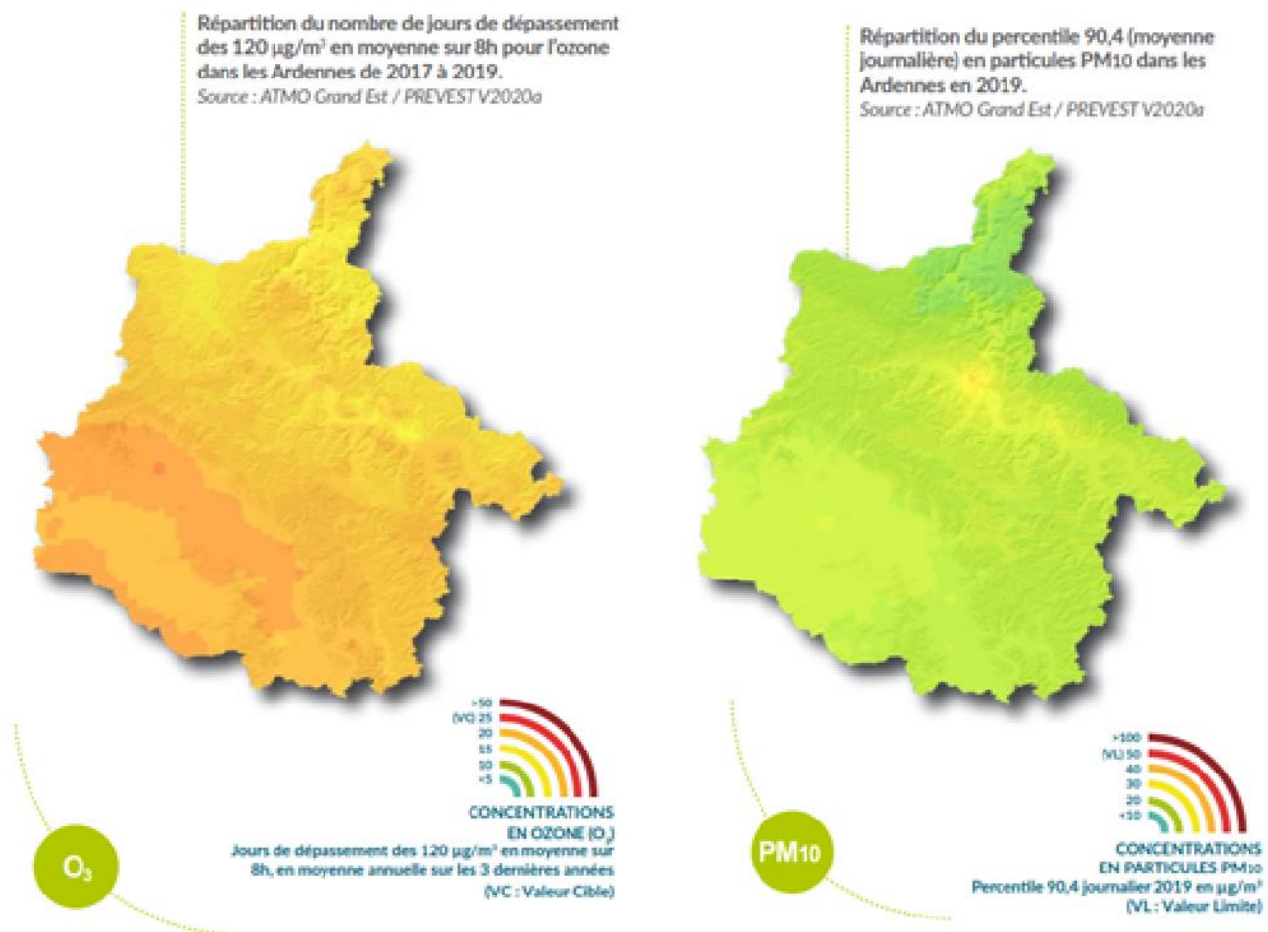 Répartition du nombre de jours de dépassement
des 120 µg/m³ en moyenne sur 8h pour l'ozone
dans les Ardennes de 2017 à 2019.
Source : ATMO Grand Est / PREVEST V2020a
Répartition du percentile 90,4 (moyenne
journalière) en particules PM10 dans les
Ardennes en 2019.
Source : ATMO Grand Est / PREVEST V2020a
>50
(VC) 25
20
15
10
<5
CONCENTRATIONS
EN OZONE (O₃)
Jours de dépassement des 120 µg/m³ en moyenne sur
8h, en moyenne annuelle sur les 3 dernières années
(VC : Valeur Cible)
O₃
>100
(VL) 50
40
30
20
<10
CONCENTRATIONS
EN PARTICULES PM10
Percentile 90,4 journalier 2019 en µg/m³
(VL : Valeur Limite)
PM10